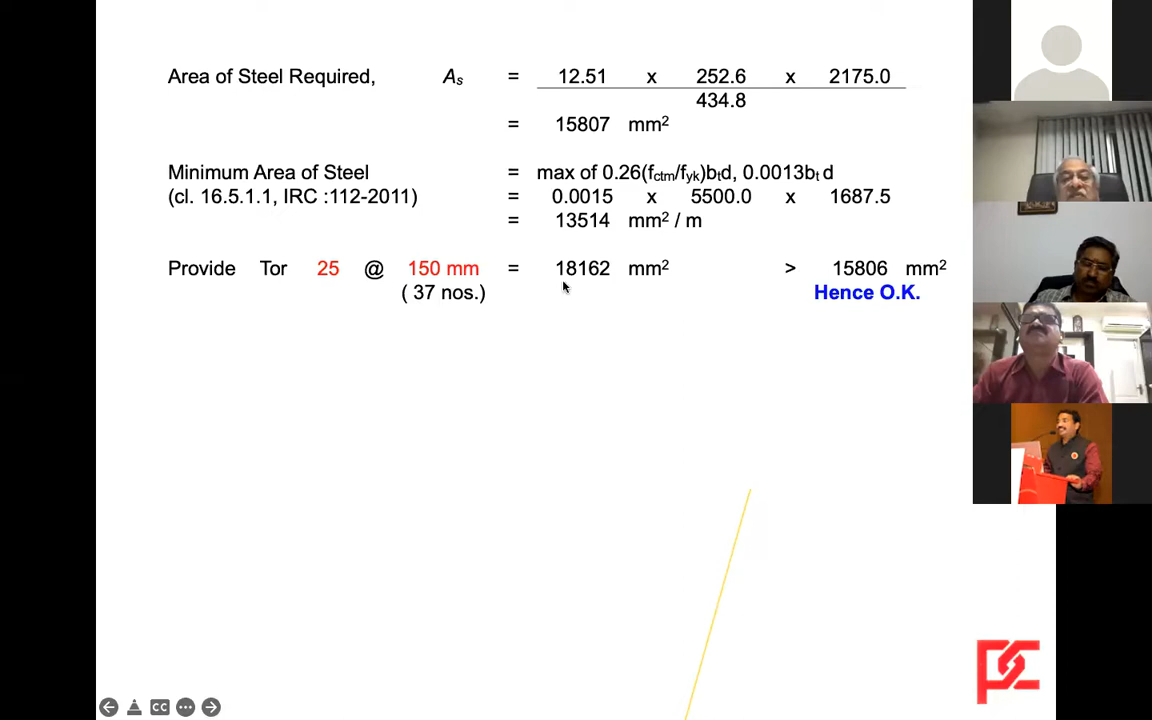 Area of Steel Required, As = 12.51 x 252.6 x 2175.0
434.8
= 15807 mm2
Minimum Area of Steel = max of 0.26(fctm/fyk)btd, 0.0013bt d
(cl. 16.5.1.1, IRC :112-2011) = 0.0015 x 5500.0 x 1687.5
= 13514 mm2 / m
Provide Tor 25 @ 150 mm = 18162 mm2 > 15806 mm2
( 37 nos.) Hence O.K.
CC